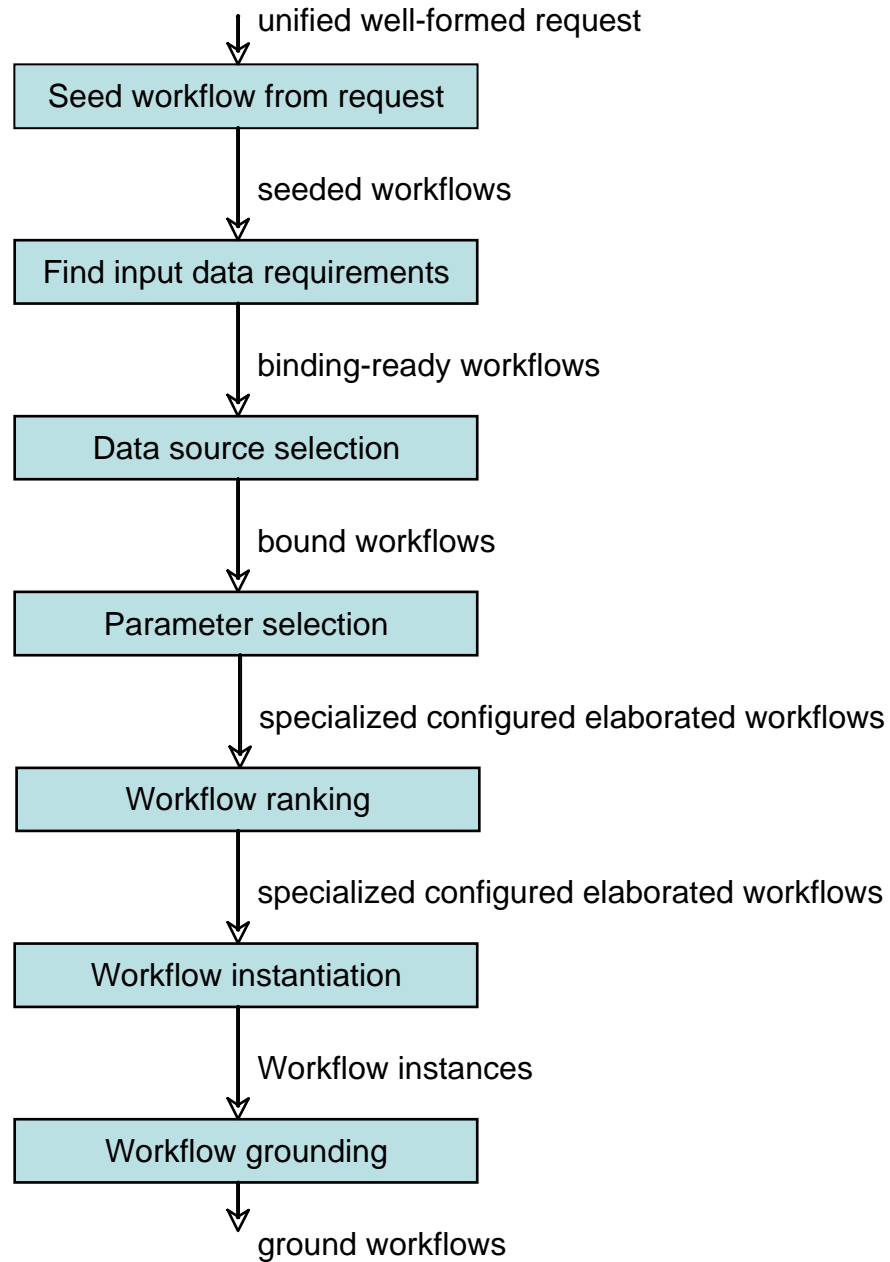 unified well-formed request
Seed workflow from request
seeded workflows
Find input data requirements
binding-ready workflows
Data source selection
bound workflows
Parameter selection
specialized configured elaborated workflows
Workflow ranking
specialized configured elaborated workflows
Workflow instantiation
Workflow instances
Workflow grounding
ground workflows